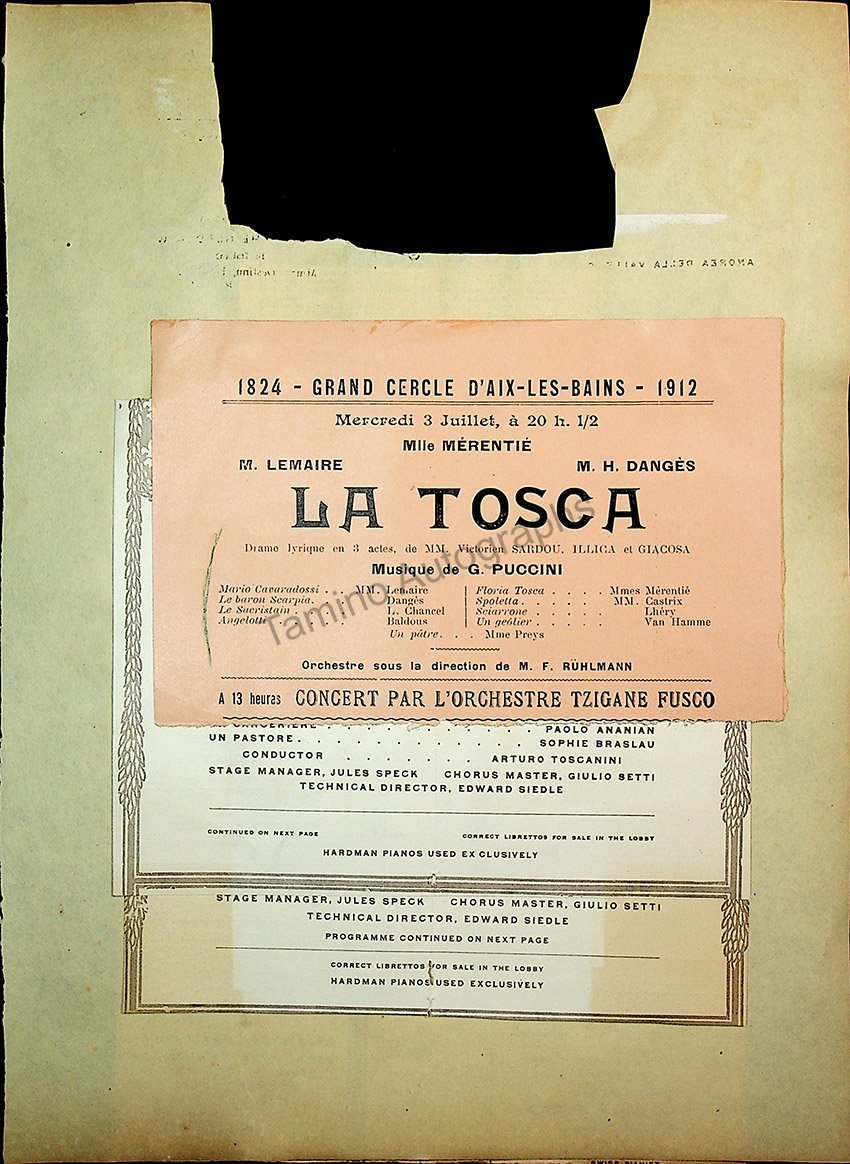 ANDREA DELLA
1824 - GRAND CERCLE D'AIX-LES-BAINS - 1912
Mercredi 3 Juillet, à 20 h. 1/2
Mlle MÉRENTIÉ
M. LEMAIRE M. H. DANGÈS
LA TOSCA
Drame lyrique en 3 actes, de MM. Victorien SARDOU, ILLICA et GIACOSA
Musique de G. PUCCINI
Mario Cavaradossi . . MM. Lemaire Floria Tosca . . . . Mmes Mérentié
Le baron Scarpia. . . Dangès Spoletta . . . . . MM. Castrix
Le Sacristain . . . . L. Chancel Sciarrone . . . . . Lhéry
Angelotti . . . . . Baldous Un geôlier . . . . . Van Hamme
Un pâtre. . . Mme Preys
Orchestre sous la direction de M. F. RÜHLMANN
A 13 heures CONCERT PAR L'ORCHESTRE TZIGANE FUSCO
Tamino Autographs
PAOLO ANANIAN
UN PASTORE . . . . . . . . . . . . SOPHIE BRASLAU
CONDUCTOR . . . . . . . ARTURO TOSCANINI
STAGE MANAGER, JULES SPECK CHORUS MASTER, GIULIO SETTI
TECHNICAL DIRECTOR, EDWARD SIEDLE
CONTINUED ON NEXT PAGE CORRECT LIBRETTOS FOR SALE IN THE LOBBY
HARDMAN PIANOS USED EXCLUSIVELY
STAGE MANAGER, JULES SPECK CHORUS MASTER, GIULIO SETTI
TECHNICAL DIRECTOR, EDWARD SIEDLE
PROGRAMME CONTINUED ON NEXT PAGE
CORRECT LIBRETTOS FOR SALE IN THE LOBBY
HARDMAN PIANOS USED EXCLUSIVELY